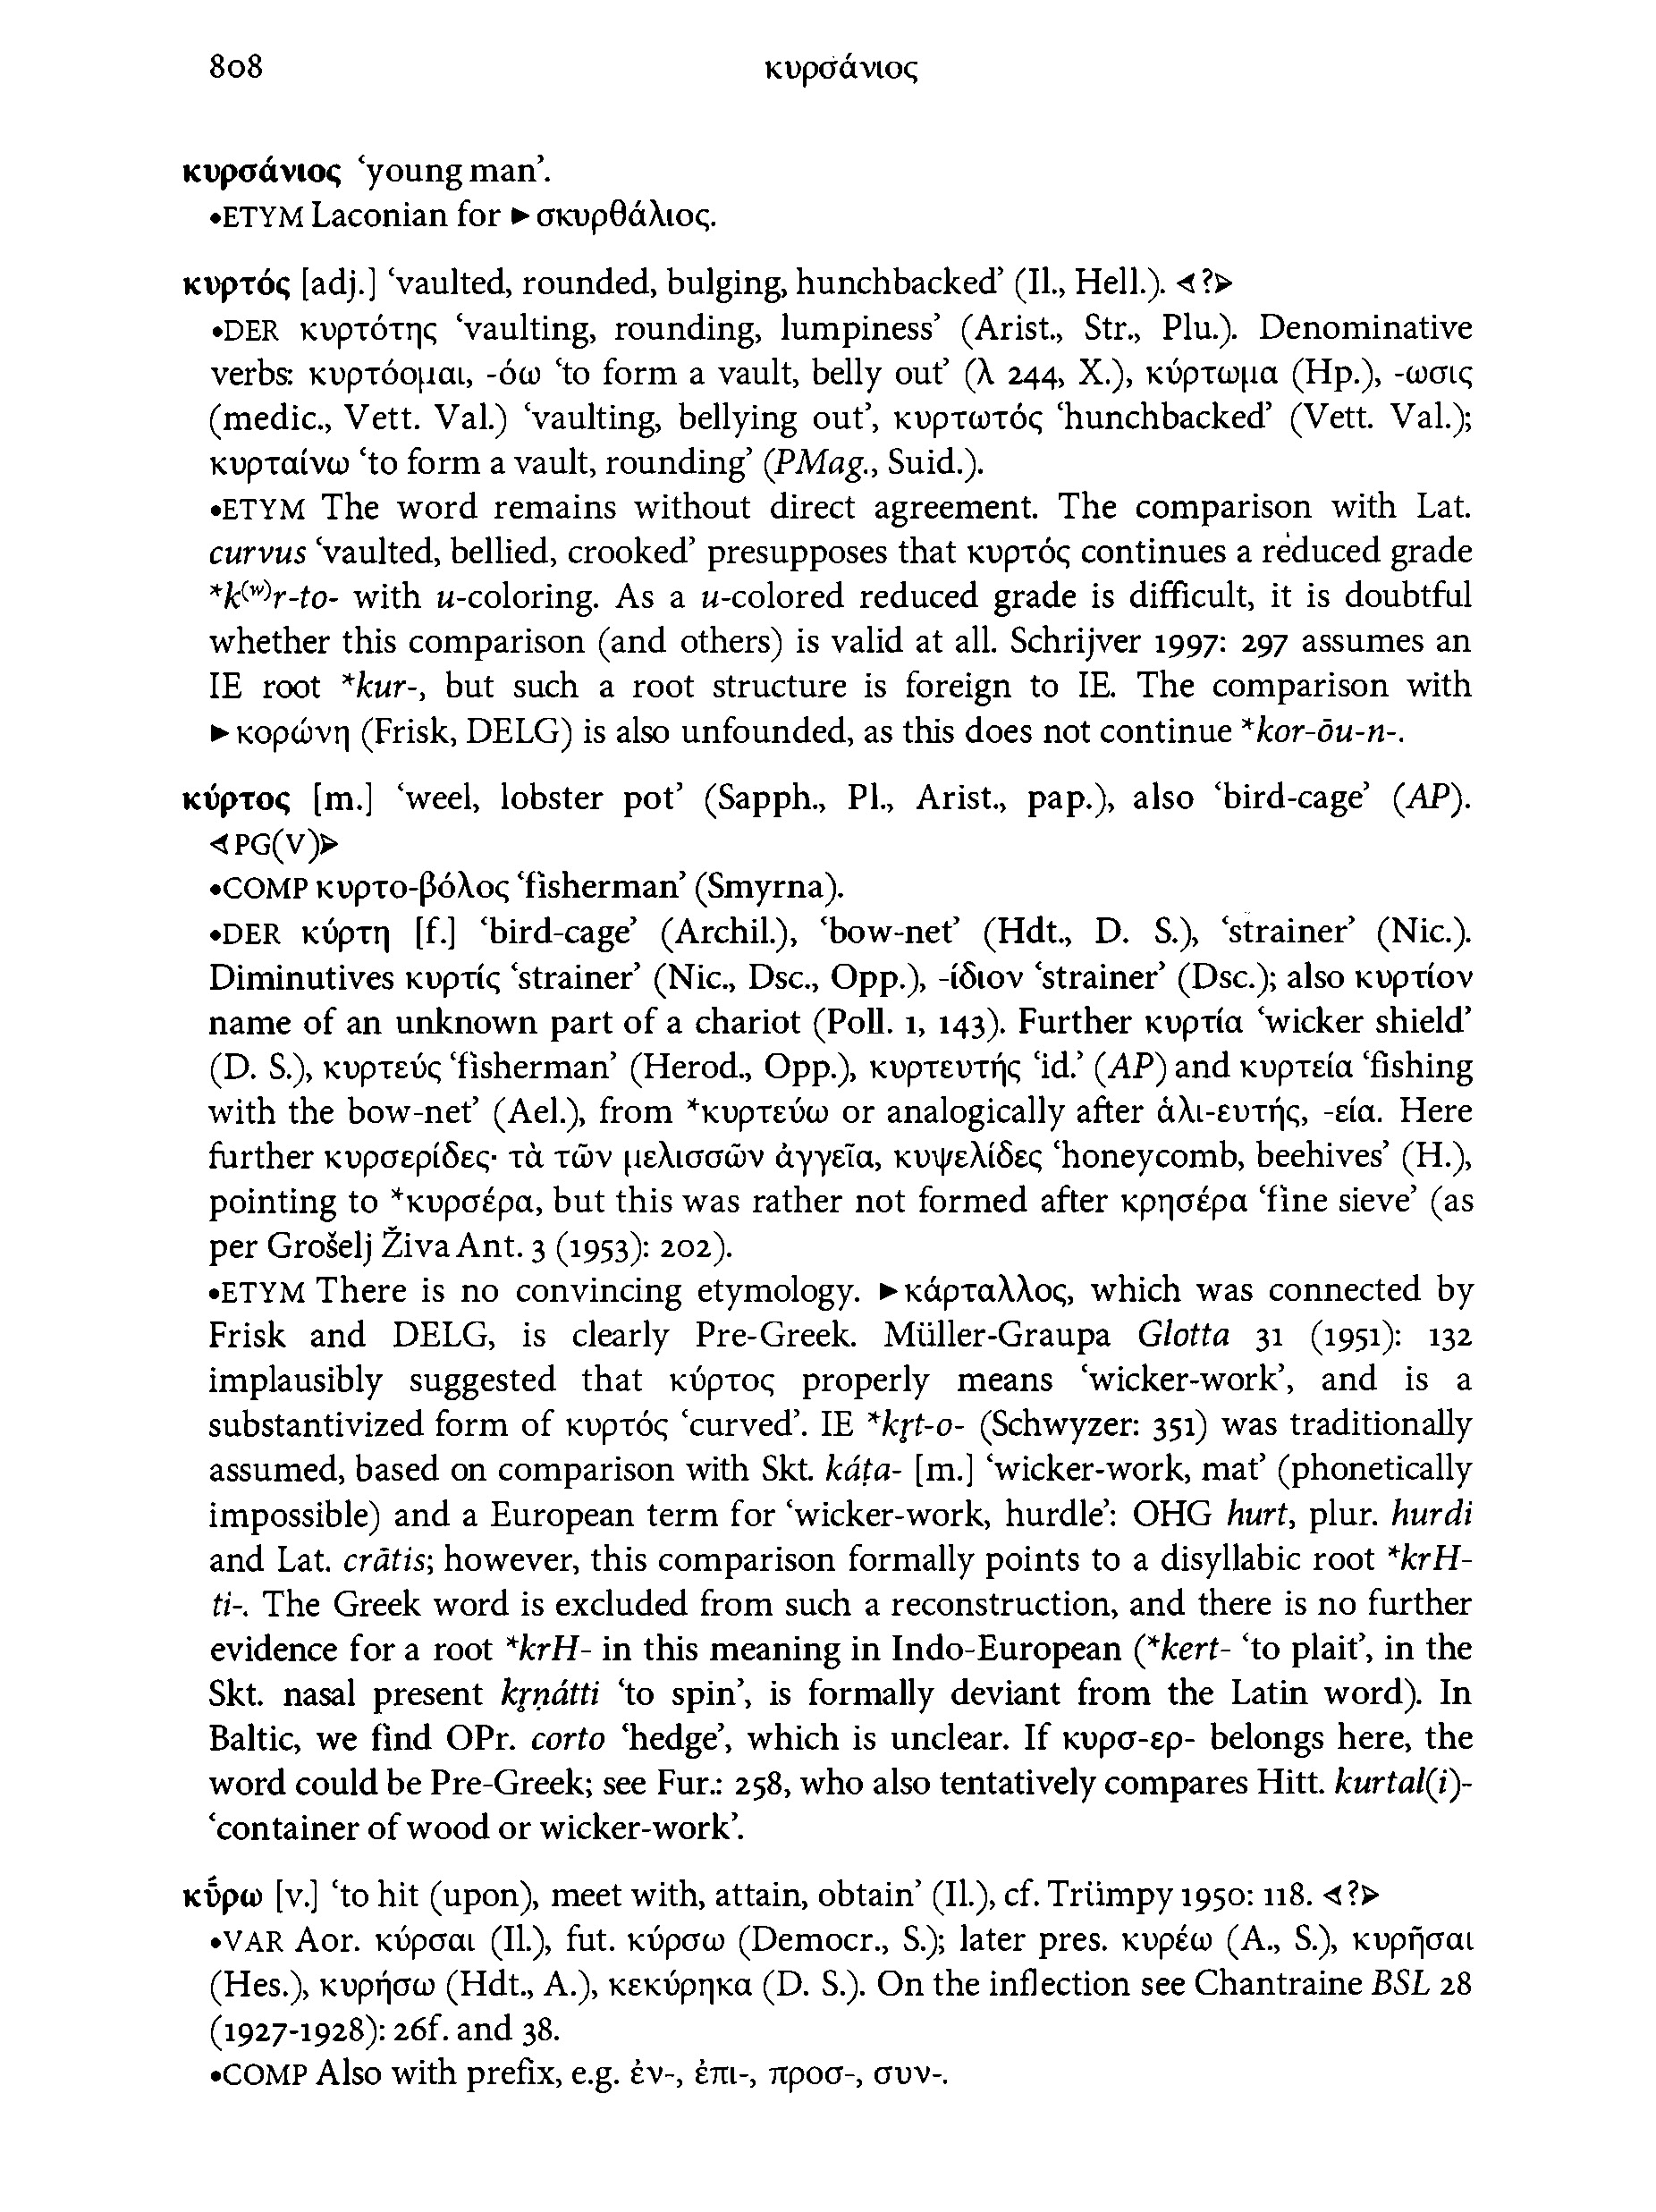 808
κυρσάνιος
κυρσάνιος ‘young man’.
•ETYM Laconian for ►σκυρθάλιος.
κυρτός [adj.] ‘vaulted, rounded, bulging, hunchbacked’ (Il., Hell.). ◄?►
•DER κυρτότης ‘vaulting, rounding, lumpiness’ (Arist., Str., Plu.). Denominative
verbs: κυρτόομαι, -όω ‘to form a vault, belly out’ (λ 244, X.), κύρτωμα (Hp.), -ωσις
(medic., Vett. Val.) ‘vaulting, bellying out’, κυρτωτός ‘hunchbacked’ (Vett. Val.);
κυρταίνω ‘to form a vault, rounding’ (PMag., Suid.).
•ETYM The word remains without direct agreement. The comparison with Lat.
curvus ‘vaulted, bellied, crooked’ presupposes that κυρτός continues a reduced grade
*k⁽ʷ⁾r-to- with u-coloring. As a u-colored reduced grade is difficult, it is doubtful
whether this comparison (and others) is valid at all. Schrijver 1997: 297 assumes an
IE root *kur-, but such a root structure is foreign to IE. The comparison with
►κορώνη (Frisk, DELG) is also unfounded, as this does not continue *kor-ōu-n-.
κύρτος [m.] ‘weel, lobster pot’ (Sapph., Pl., Arist., pap.), also ‘bird-cage’ (AP).
◄PG(V)►
•COMP κυρτο-βόλος ‘fisherman’ (Smyrna).
•DER κύρτη [f.] ‘bird-cage’ (Archil.), ‘bow-net’ (Hdt., D. S.), ‘strainer’ (Nic.).
Diminutives κυρτίς ‘strainer’ (Nic., Dsc., Opp.), -ίδιον ‘strainer’ (Dsc.); also κυρτίον
name of an unknown part of a chariot (Poll. 1, 143). Further κυρτία ‘wicker shield’
(D. S.), κυρτεύς ‘fisherman’ (Herod., Opp.), κυρτευτής ‘id.’ (AP) and κυρτεία ‘fishing
with the bow-net’ (Ael.), from *κυρτεύω or analogically after ἁλι-ευτής, -εία. Here
further κυρσερίδες· τὰ τῶν μελισσῶν ἀγγεῖα, κυψελίδες ‘honeycomb, beehives’ (H.),
pointing to *κυρσέρα, but this was rather not formed after κρησέρα ‘fine sieve’ (as
per Grošelj Živa Ant. 3 (1953): 202).
•ETYM There is no convincing etymology. ►κάρταλλος, which was connected by
Frisk and DELG, is clearly Pre-Greek. Müller-Graupa Glotta 31 (1951): 132
implausibly suggested that κύρτος properly means ‘wicker-work’, and is a
substantivized form of κυρτός ‘curved’. IE *kr̥t-o- (Schwyzer: 351) was traditionally
assumed, based on comparison with Skt. káṭa- [m.] ‘wicker-work, mat’ (phonetically
impossible) and a European term for ‘wicker-work, hurdle’: OHG hurt, plur. hurdi
and Lat. crātis; however, this comparison formally points to a disyllabic root *krH-
ti-. The Greek word is excluded from such a reconstruction, and there is no further
evidence for a root *krH- in this meaning in Indo-European (*kert- ‘to plait’, in the
Skt. nasal present kr̥ṇátti ‘to spin’, is formally deviant from the Latin word). In
Baltic, we find OPr. corto ‘hedge’, which is unclear. If κυρσ-ερ- belongs here, the
word could be Pre-Greek; see Fur.: 258, who also tentatively compares Hitt. kurtal(i)-
‘container of wood or wicker-work’.
κῡ́ρω [v.] ‘to hit (upon), meet with, attain, obtain’ (Il.), cf. Trümpy 1950: 118. ◄?►
•VAR Aor. κύρσαι (Il.), fut. κύρσω (Democr., S.); later pres. κυρέω (A., S.), κυρῆσαι
(Hes.), κυρήσω (Hdt., A.), κεκύρηκα (D. S.). On the inflection see Chantraine BSL 28
(1927-1928): 26f. and 38.
•COMP Also with prefix, e.g. ἐν-, ἐπι-, προσ-, συν-.